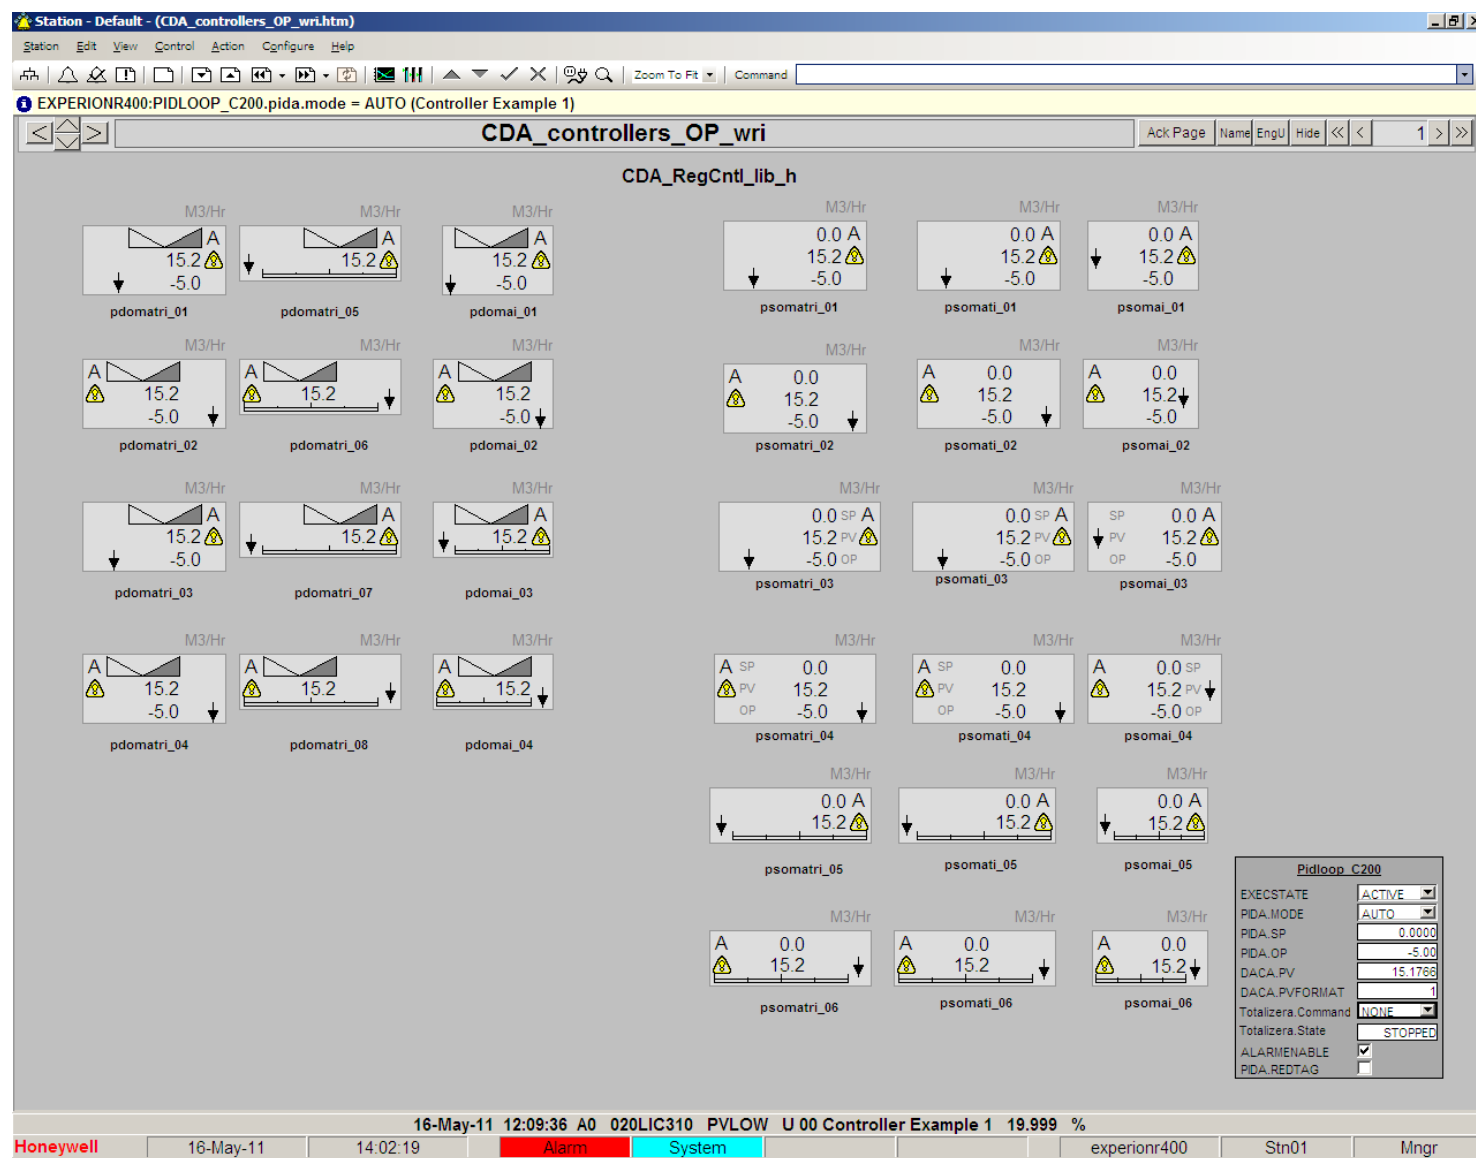 Station - Default - (CDA_controllers_OP_wri.htm)
Station Edit View Control Action Configure Help
Zoom To Fit Command
EXPERIONR400:PIDLOOP_C200.pida.mode = AUTO (Controller Example 1)
CDA_controllers_OP_wri Ack Page Name EngU Hide 1
CDA_RegCntl_lib_h
M3/Hr M3/Hr M3/Hr M3/Hr M3/Hr M3/Hr
A A A 0.0 A 0.0 A 0.0 A
15.2 15.2 15.2 15.2 15.2 15.2
-5.0 -5.0 -5.0 -5.0 -5.0
pdomatri_01 pdomatri_05 pdomai_01 psomatri_01 psomati_01 psomai_01
M3/Hr M3/Hr M3/Hr M3/Hr M3/Hr M3/Hr
A A A A 0.0 A 0.0 A 0.0
15.2 15.2 15.2 15.2 15.2 15.2
-5.0 -5.0 -5.0 -5.0 -5.0
pdomatri_02 pdomatri_06 pdomai_02 psomatri_02 psomati_02 psomai_02
M3/Hr M3/Hr M3/Hr M3/Hr M3/Hr M3/Hr
A A A 0.0 SP A 0.0 SP A SP 0.0 A
15.2 15.2 15.2 15.2 PV 15.2 PV PV 15.2
-5.0 -5.0 OP -5.0 OP OP -5.0
pdomatri_03 pdomatri_07 pdomai_03 psomatri_03 psomati_03 psomai_03
M3/Hr M3/Hr M3/Hr M3/Hr M3/Hr M3/Hr
A A A A SP 0.0 A SP 0.0 A 0.0 SP
15.2 15.2 15.2 PV 15.2 PV 15.2 15.2 PV
-5.0 OP -5.0 OP -5.0 -5.0 OP
pdomatri_04 pdomatri_08 pdomai_04 psomatri_04 psomati_04 psomai_04
M3/Hr M3/Hr M3/Hr
0.0 A 0.0 A 0.0 A
15.2 15.2 15.2
psomatri_05 psomati_05 psomai_05
M3/Hr M3/Hr M3/Hr
A 0.0 A 0.0 A 0.0
15.2 15.2 15.2
psomatri_06 psomati_06 psomai_06
Pidloop_C200
EXECSTATE ACTIVE
PIDA.MODE AUTO
PIDA.SP 0.0000
PIDA.OP -5.00
DACA.PV 15.1766
DACA.PVFORMAT 1
Totalizera.Command NONE
Totalizera.State STOPPED
ALARMENABLE
PIDA.REDTAG
16-May-11 12:09:36 A0 020LIC310 PVLOW U 00 Controller Example 1 19.999 %
Honeywell 16-May-11 14:02:19 Alarm System experionr400 Stn01 Mngr